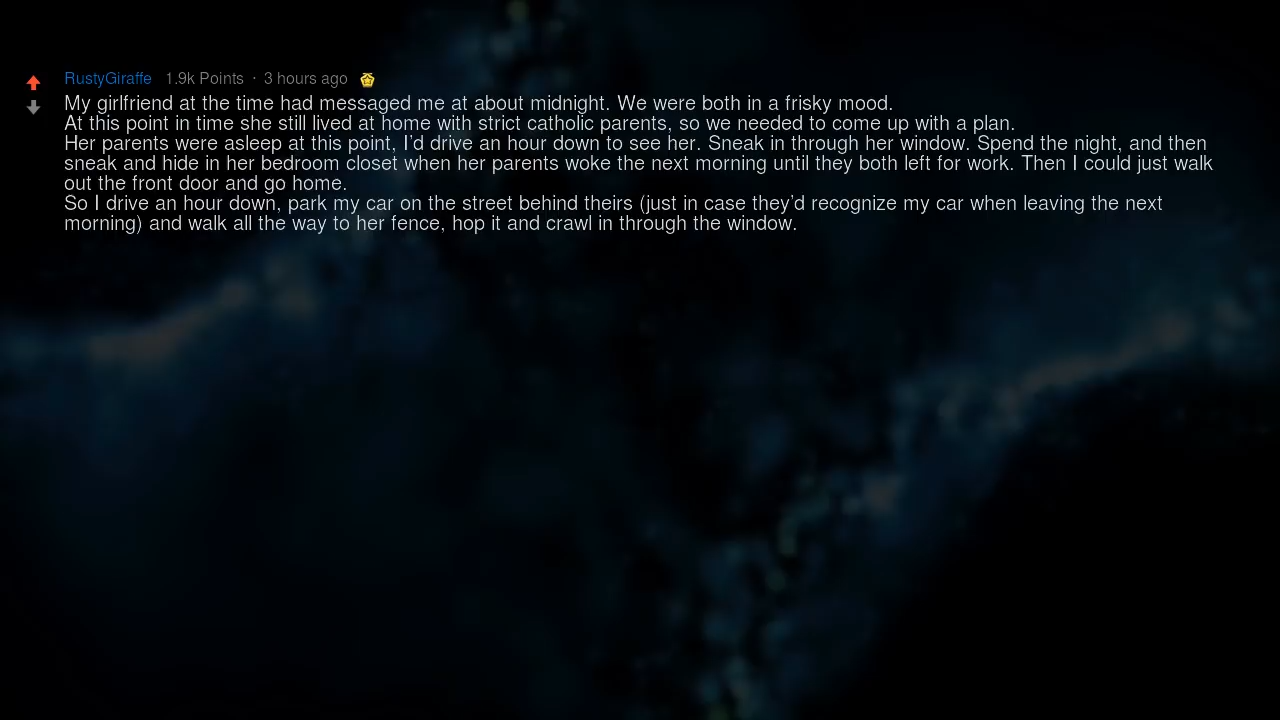 RustyGiraffe 1.9k Points · 3 hours ago
My girlfriend at the time had messaged me at about midnight. We were both in a frisky mood.
At this point in time she still lived at home with strict catholic parents, so we needed to come up with a plan.
Her parents were asleep at this point, I'd drive an hour down to see her. Sneak in through her window. Spend the night, and then
sneak and hide in her bedroom closet when her parents woke the next morning until they both left for work. Then I could just walk
out the front door and go home.
So I drive an hour down, park my car on the street behind theirs (just in case they'd recognize my car when leaving the next
morning) and walk all the way to her fence, hop it and crawl in through the window.